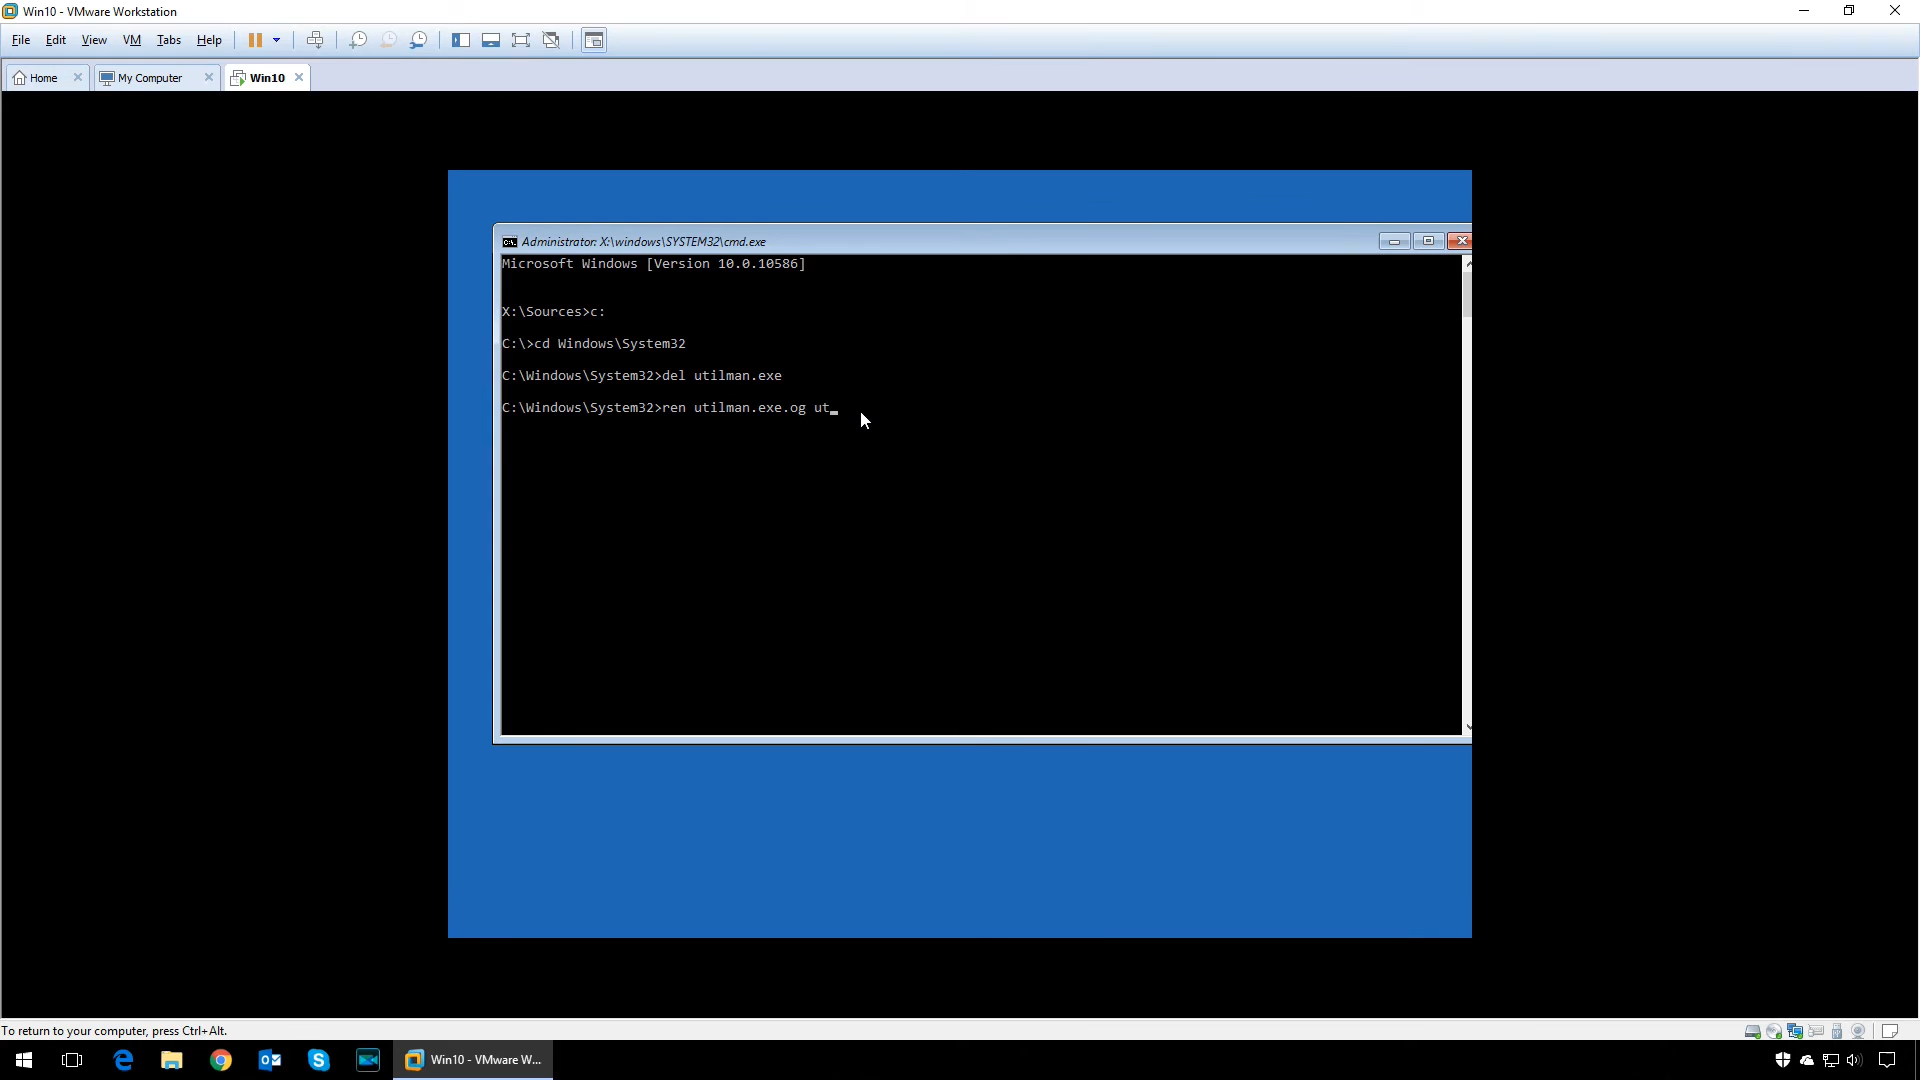 Win10 - VMware Workstation
File Edit View VM Tabs Help
Home My Computer Win10
Administrator: X:\windows\SYSTEM32\cmd.exe
Microsoft Windows [Version 10.0.10586]
X:\Sources>c:
C:\>cd Windows\System32
C:\Windows\System32>del utilman.exe
C:\Windows\System32>ren utilman.exe.og ut_
To return to your computer, press Ctrl+Alt.
Win10 - VMware W...